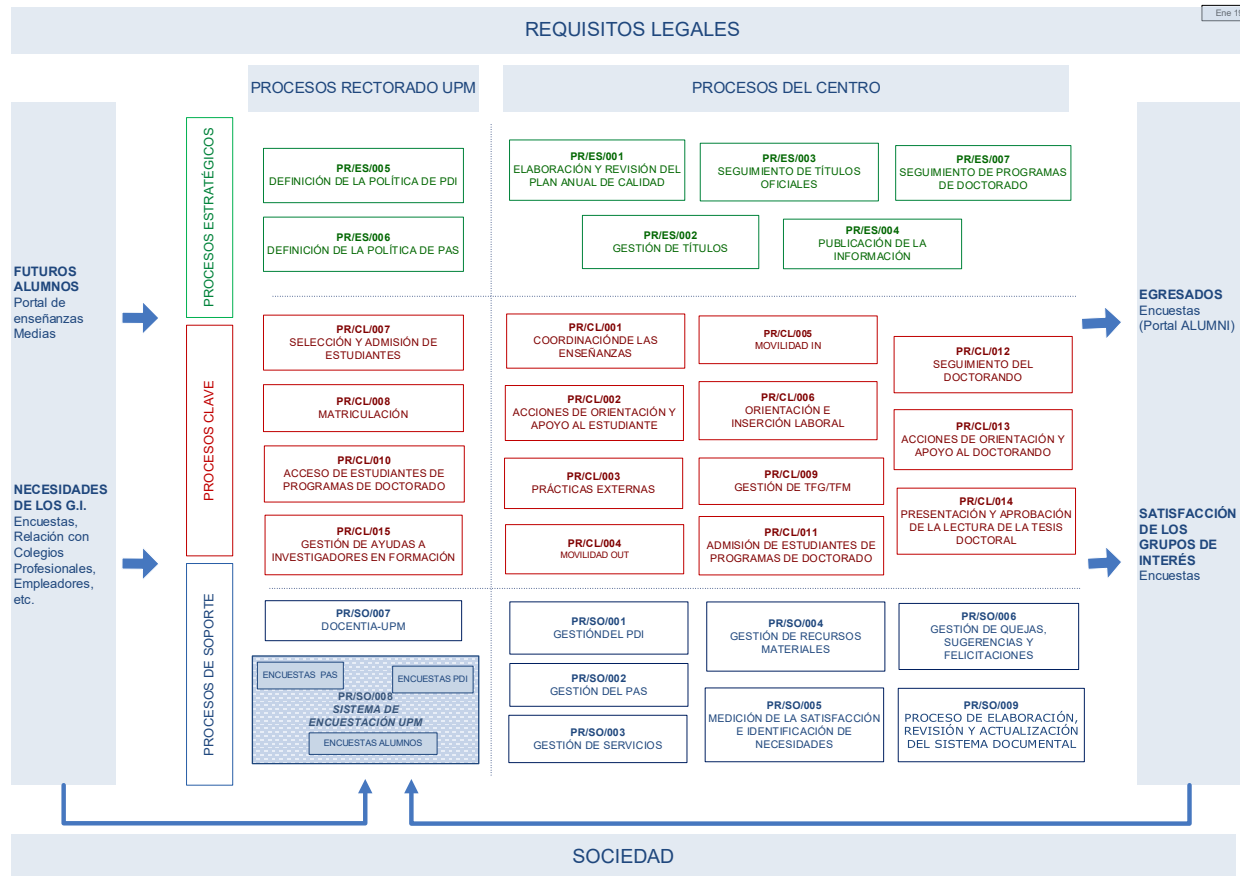 Ene 1
REQUISITOS LEGALES
PROCESOS RECTORADO UPM
PROCESOS DEL CENTRO
FUTUROS
ALUMNOS
Portal de
enseñanzas
Medias
NECESIDADES
DE LOS G.I.
Encuestas,
Relación con
Colegios
Profesionales,
Empleadores,
etc.
PROCESOS ESTRATÉGICOS
PR/ES/005
DEFINICIÓN DE LA POLÍTICA DE PDI
PR/ES/006
DEFINICIÓN DE LA POLÍTICA DE PAS
PR/ES/001
ELABORACIÓN Y REVISIÓN DEL
PLAN ANUAL DE CALIDAD
PR/ES/003
SEGUIMIENTO DE TÍTULOS
OFICIALES
PR/ES/007
SEGUIMIENTO DE PROGRAMAS
DE DOCTORADO
PR/ES/002
GESTIÓN DE TÍTULOS
PR/ES/004
PUBLICACIÓN DE LA
INFORMACIÓN
PROCESOS CLAVE
PR/CL/007
SELECCIÓN Y ADMISIÓN DE
ESTUDIANTES
PR/CL/008
MATRICULACIÓN
PR/CL/010
ACCESO DE ESTUDIANTES DE
PROGRAMAS DE DOCTORADO
PR/CL/015
GESTIÓN DE AYUDAS A
INVESTIGADORES EN FORMACIÓN
PR/CL/001
COORDINACIÓNDE LAS
ENSEÑANZAS
PR/CL/002
ACCIONES DE ORIENTACIÓN Y
APOYO AL ESTUDIANTE
PR/CL/003
PRÁCTICAS EXTERNAS
PR/CL/004
MOVILIDAD OUT
PR/CL/005
MOVILIDAD IN
PR/CL/006
ORIENTACIÓN E
INSERCIÓN LABORAL
PR/CL/009
GESTIÓN DE TFG/TFM
PR/CL/011
ADMISIÓN DE ESTUDIANTES DE
PROGRAMAS DE DOCTORADO
PR/CL/012
SEGUIMIENTO DEL
DOCTORANDO
PR/CL/013
ACCIONES DE ORIENTACIÓN Y
APOYO AL DOCTORANDO
PR/CL/014
PRESENTACIÓN Y APROBACIÓN
DE LA LECTURA DE LA TESIS
DOCTORAL
PROCESOS DE SOPORTE
PR/SO/007
DOCENTIA-UPM
ENCUESTAS PAS
ENCUESTAS PDI
PR/SO/008
SISTEMA DE
ENCUESTACIÓN UPM
ENCUESTAS ALUMNOS
PR/SO/001
GESTIÓNDEL PDI
PR/SO/002
GESTIÓN DEL PAS
PR/SO/003
GESTIÓN DE SERVICIOS
PR/SO/004
GESTIÓN DE RECURSOS
MATERIALES
PR/SO/005
MEDICIÓN DE LA SATISFACCIÓN
E IDENTIFICACIÓN DE
NECESIDADES
PR/SO/006
GESTIÓN DE QUEJAS,
SUGERENCIAS Y
FELICITACIONES
PR/SO/009
PROCESO DE ELABORACIÓN,
REVISIÓN Y ACTUALIZACIÓN
DEL SISTEMA DOCUMENTAL
EGRESADOS
Encuestas
(Portal ALUMNI)
SATISFACCIÓN
DE LOS
GRUPOS DE
INTERÉS
Encuestas
SOCIEDAD